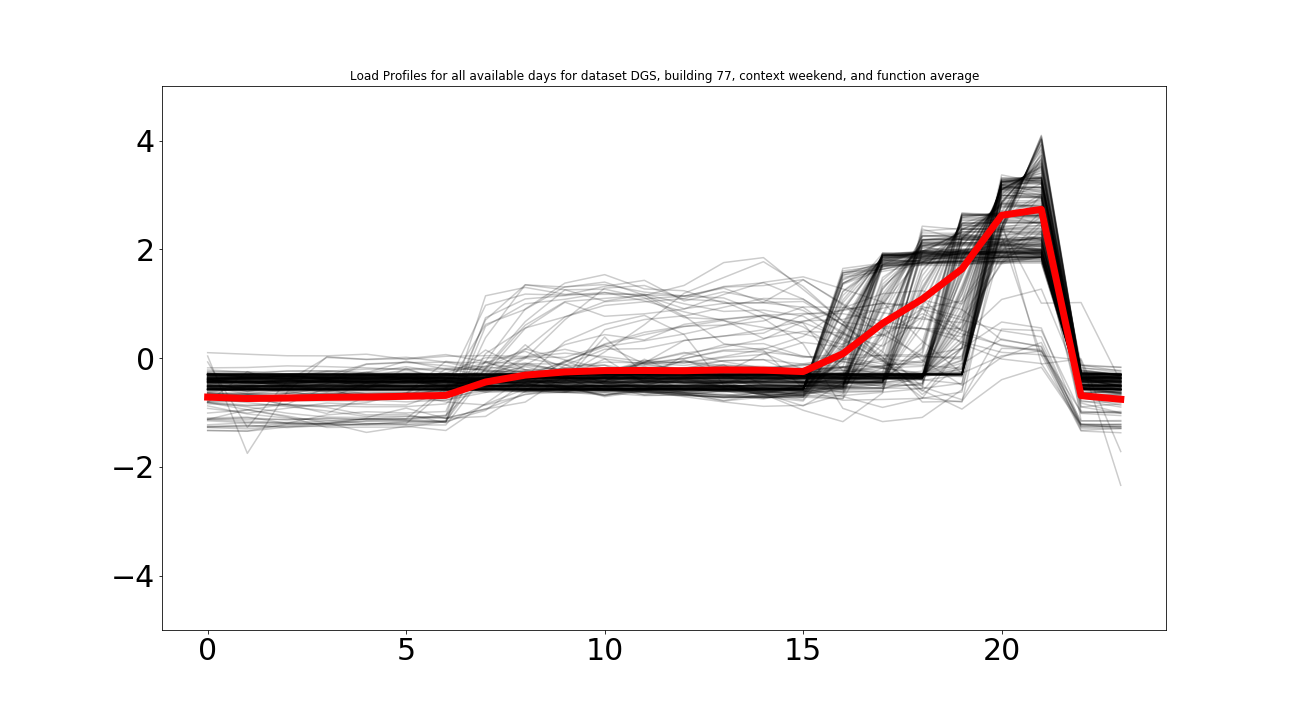 Load Profiles for all available days for dataset DGS, building 77, context weekend, and function average
4
2
0
−2
−4
0 5 10 15 20